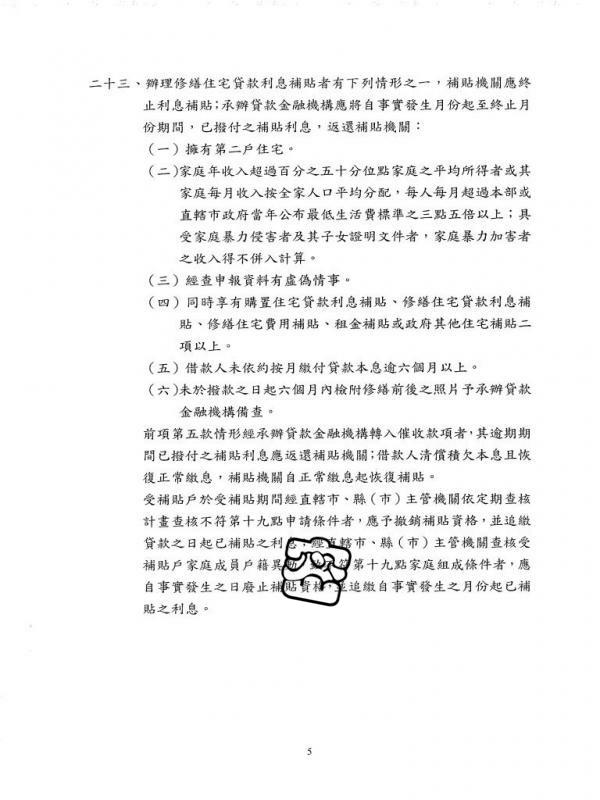 二十三、辦理修繕住宅貸款利息補貼者有下列情形之一，補貼機關應終
止利息補貼；承辦貸款金融機構應將自事實發生月份起至終止月
份期間，已撥付之補貼利息，返還補貼機關：
（一）擁有第二戶住宅。
（二）家庭年收入超過百分之五十分位點家庭之平均所得者或其
家庭每月收入按全家人口平均分配，每人每月超過本部或
直轄市政府當年公布最低生活費標準之三點五倍以上；具
受家庭暴力侵害者及其子女證明文件者，家庭暴力加害者
之收入得不併入計算。
（三）經查申報資料有虛偽情事。
（四）同時享有購置住宅貸款利息補貼、修繕住宅貸款利息補
貼、修繕住宅費用補貼、租金補貼或政府其他住宅補貼二
項以上。
（五）借款人未依約按月繳付貸款本息逾六個月以上。
（六）未於撥款之日起六個月內檢附修繕前後之照片予承辦貸款
金融機構備查。
前項第五款情形經承辦貸款金融機構轉入催收款項者，其逾期期
間已撥付之補貼利息應返還補貼機關；借款人清償積欠本息且恢
復正常繳息，補貼機關自正常繳息起恢復補貼。
受補貼戶於受補貼期間經直轄市、縣（市）主管機關依定期查核
計畫查核不符第十九點申請條件者，應予撤銷補貼資格，並追繳
貸款之日起已補貼之利息；經直轄市、縣（市）主管機關查核受
補貼戶家庭成員戶籍異動 符第十九點家庭組成條件者，應
自事實發生之日廢止補貼資格，並追繳自事實發生之月份起已補
貼之利息。
5